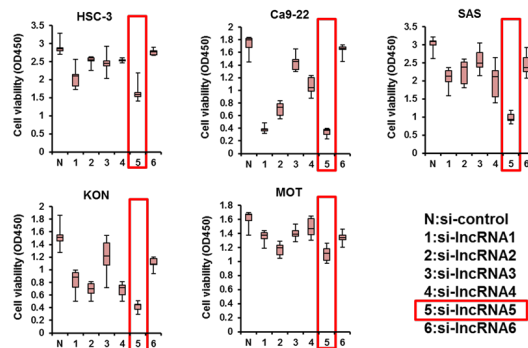 HSC-3
Cell viability (OD450)
3.5
3
2.5
2
1.5
1
0.5
0
N 1 2 3 4 5 6
Ca9-22
Cell viability (OD450)
2
1.8
1.6
1.4
1.2
1
0.8
0.6
0.4
0.2
0
N 1 2 3 4 5 6
SAS
Cell viability (OD450)
3.5
3
2.5
2
1.5
1
0.5
0
N 1 2 3 4 5 6
KON
Cell viability (OD450)
2
1.8
1.6
1.4
1.2
1
0.8
0.6
0.4
0.2
0
N 1 2 3 4 5 6
MOT
Cell viability (OD450)
1.8
1.6
1.4
1.2
1
0.8
0.6
0.4
0.2
0
N 1 2 3 4 5 6
N:si-control
1:si-lncRNA1
2:si-lncRNA2
3:si-lncRNA3
4:si-lncRNA4
5:si-lncRNA5
6:si-lncRNA6